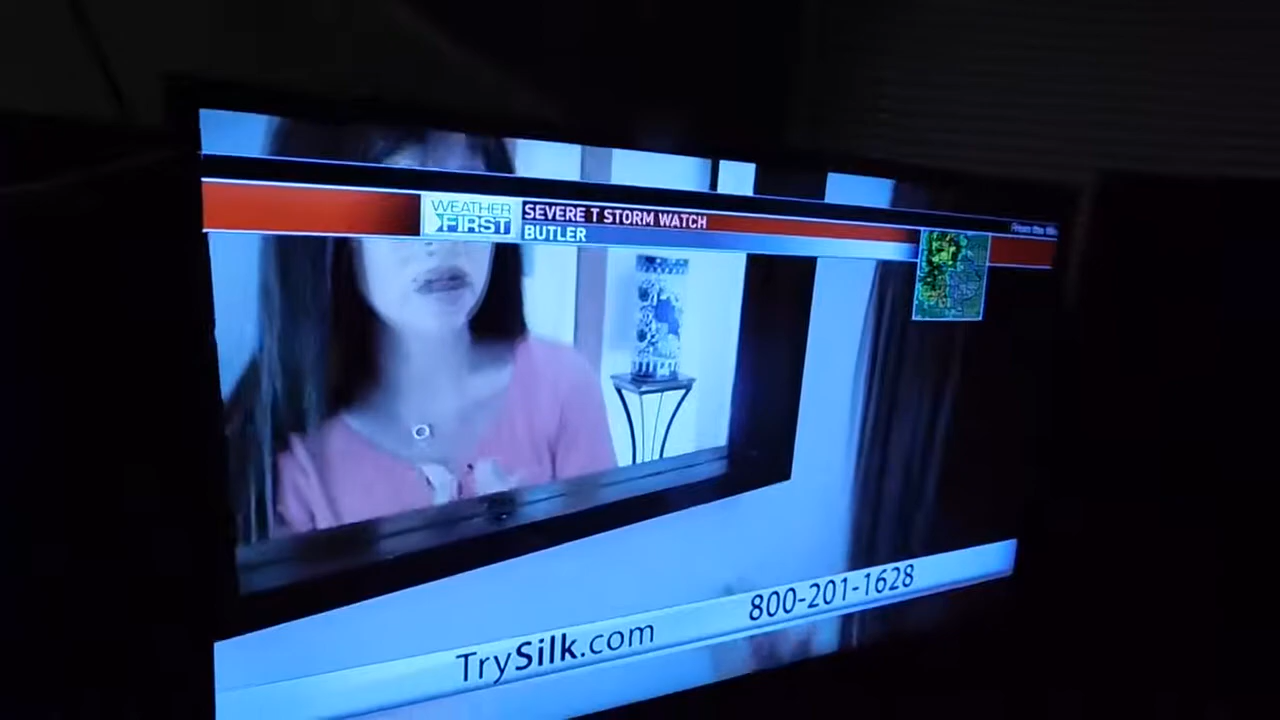 WEATHER
FIRST
SEVERE T STORM WATCH
BUTLER
800-201-1628
TrySilk.com